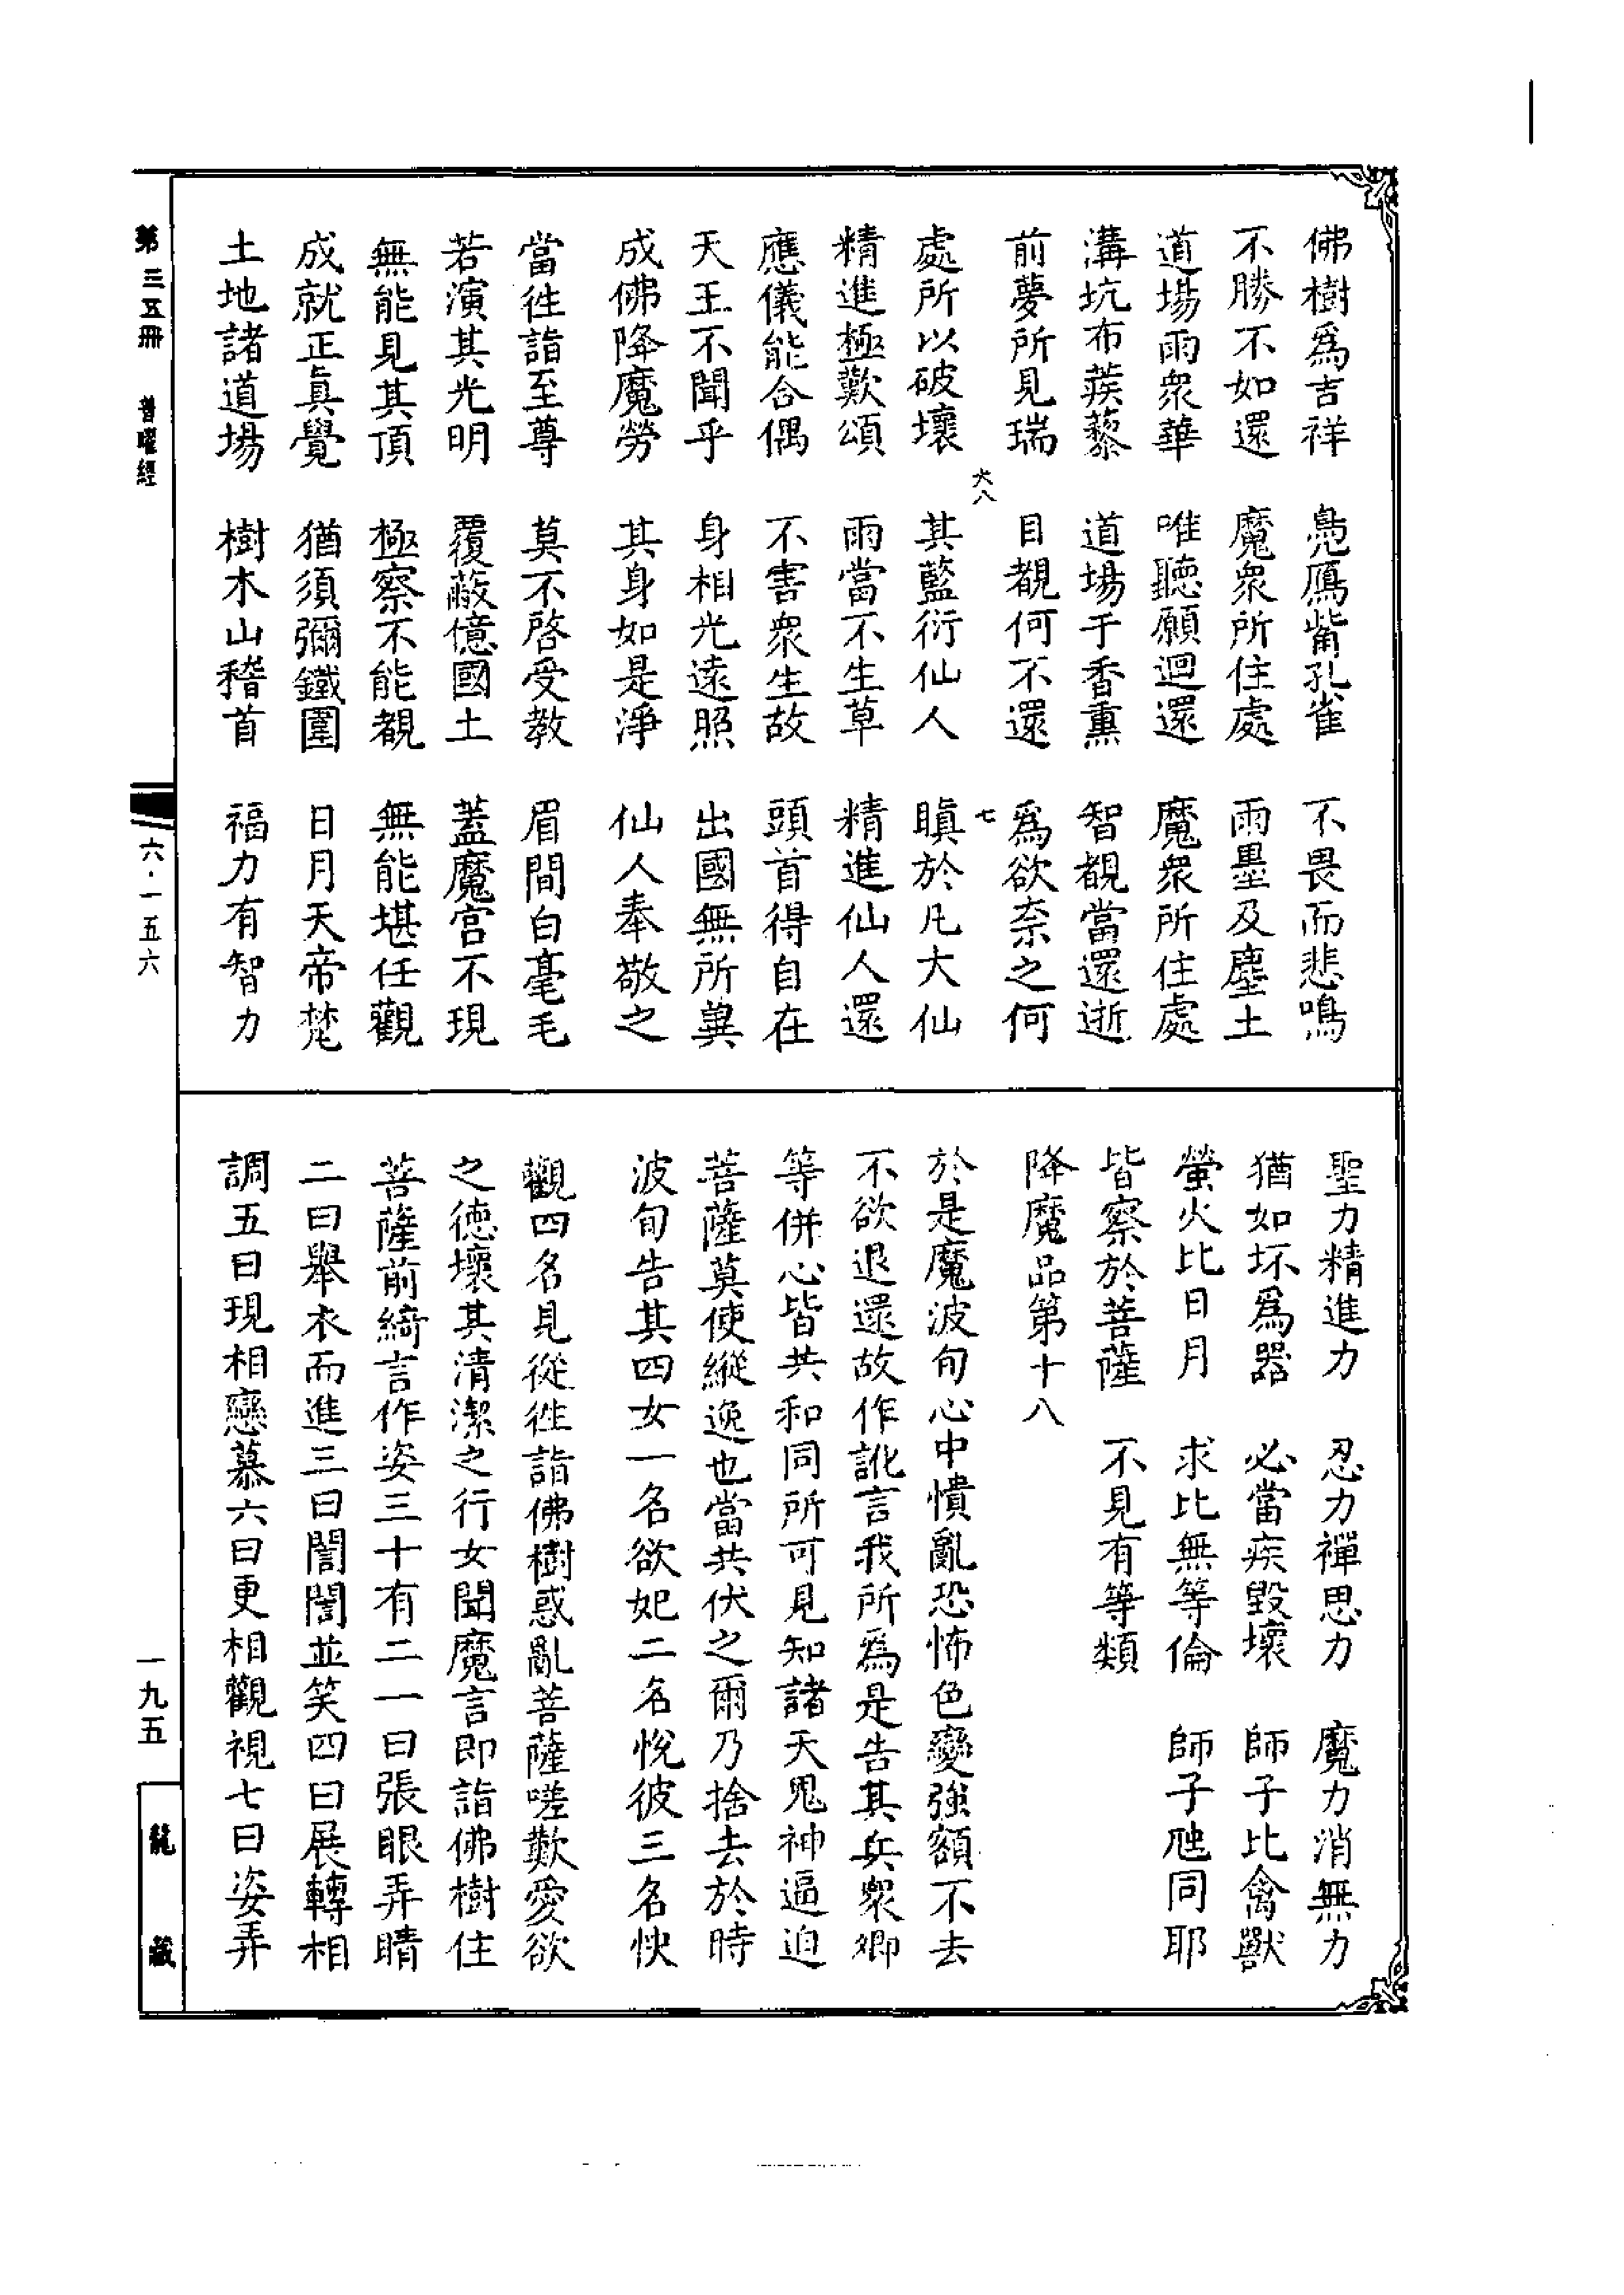 佛樹爲吉祥　鳧鴈鴝孔雀　不畏而悲鳴
不勝不如還　魔衆所住處　雨墨及塵土
道場雨衆華　唯聽願迴還　魔衆所住處
溝坑布蒺藜　道場于香熏　智覩當還逝
前夢所見瑞　目覩何不還　爲欲奈之何
大八　七
處所以破壞　其藍衍仙人　瞋於凡大仙
精進極歎頌　雨當不生草　精進仙人還
應儀能合偶　不害衆生故　頭首得自在
天王不聞乎　身相光遠照　出國無所兾
成佛降魔勞　其身如是淨　仙人奉敬之
當徃詣至尊　莫不啓受教　眉間白毫毛
若演其光明　覆蔽億國土　蓋魔宫不現
無能見其頂　極察不能覩　無能堪任觀
成就正眞覺　猶須彌鐵圍　日月天帝梵
土地諸道場　樹木山稽首　福力有智力
聖力精進力　忍力禪思力　魔力消無力
猶如坏爲器　必當疾毀壞　師子比禽獸
螢火比日月　求比無等倫　師子虺同耶
皆察於菩薩　不見有等類
降魔品第十八
於是魔波旬心中憒亂恐怖色變強額不去
不欲退還故作訛言我所爲是告其兵衆卿
等併心皆共和同所可見知諸天鬼神逼迫
菩薩莫使縱逸也當共伏之爾乃捨去於時
波旬告其四女一名欲妃二名悅彼三名快
觀四名見從徃詣佛樹惑亂菩薩嗟歎愛欲
之德壞其清潔之行女聞魔言即詣佛樹住
菩薩前綺言作姿三十有二一曰張眼弄睛
二曰舉衣而進三曰誾誾並笑四曰展轉相
調五曰現相戀慕六曰更相觀視七曰姿弄
第三五冊　普曜經
六·一五六
一九五
龍藏